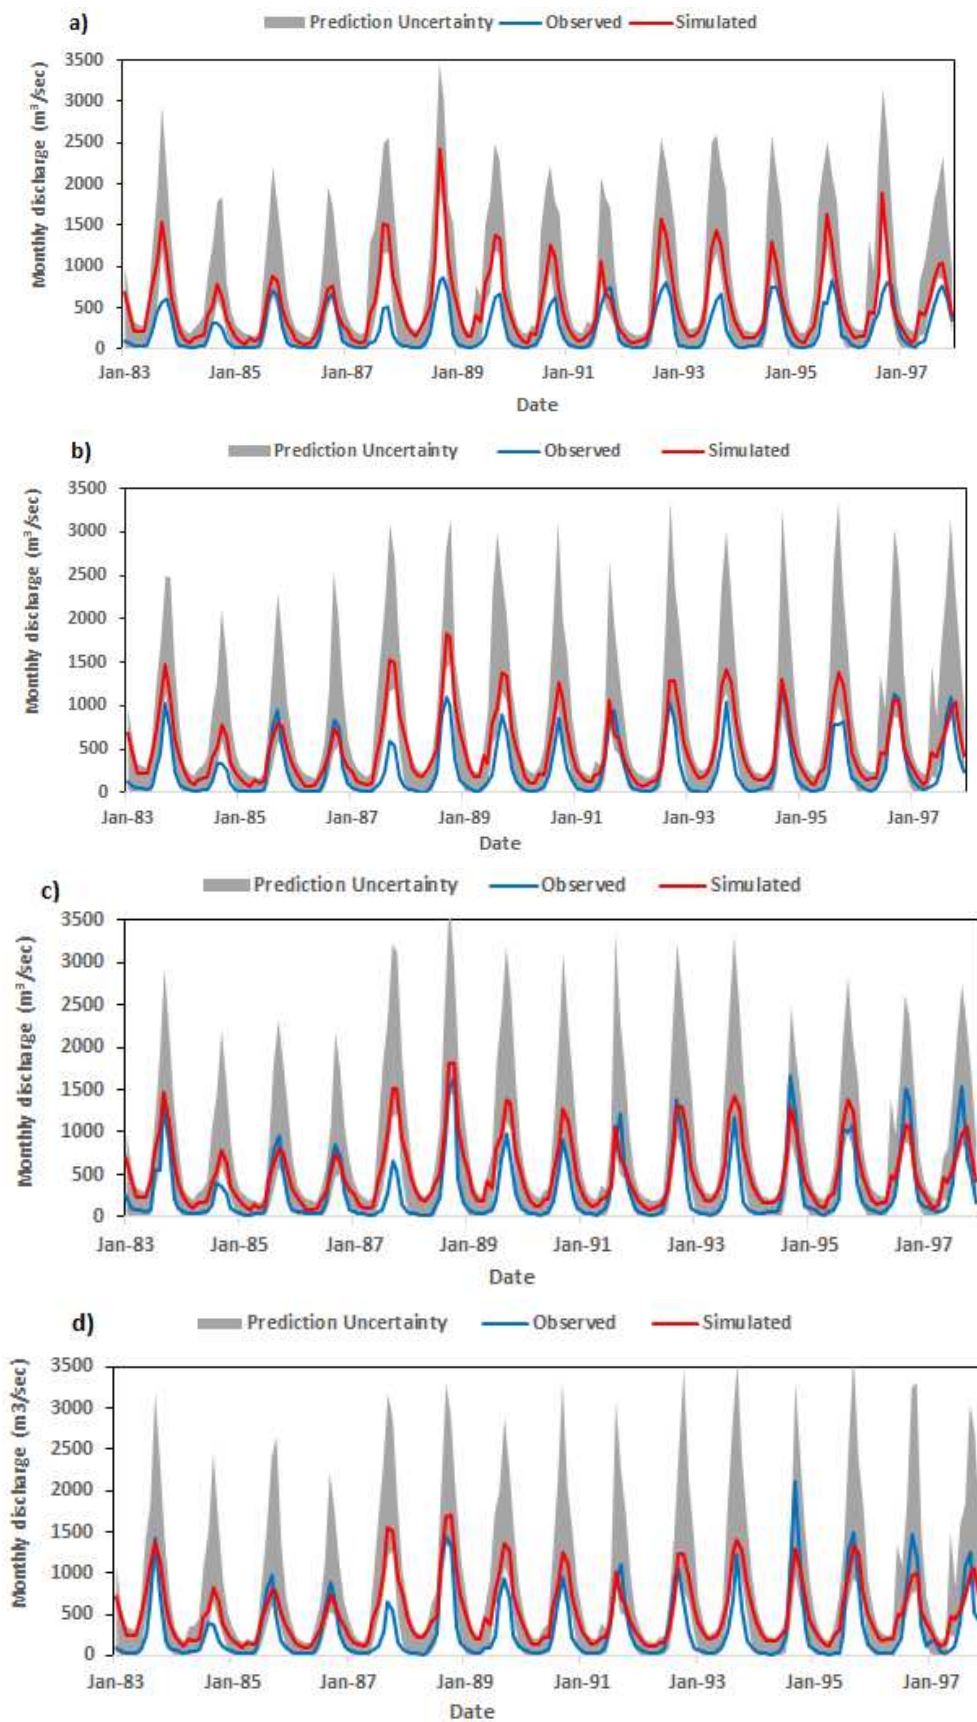 a)
Prediction Uncertainty Observed Simulated
Monthly discharge (m³/sec)
3500
3000
2500
2000
1500
1000
500
0
Jan-83 Jan-85 Jan-87 Jan-89 Jan-91 Jan-93 Jan-95 Jan-97
Date
b)
Prediction Uncertainty Observed Simulated
Monthly discharge (m³/sec)
3500
3000
2500
2000
1500
1000
500
0
Jan-83 Jan-85 Jan-87 Jan-89 Jan-91 Jan-93 Jan-95 Jan-97
Date
c)
Prediction Uncertainty Observed Simulated
Monthly discharge (m³/sec)
3500
3000
2500
2000
1500
1000
500
0
Jan-83 Jan-85 Jan-87 Jan-89 Jan-91 Jan-93 Jan-95 Jan-97
Date
d)
Prediction Uncertainty Observed Simulated
Monthly discharge (m3/sec)
3500
3000
2500
2000
1500
1000
500
0
Jan-83 Jan-85 Jan-87 Jan-89 Jan-91 Jan-93 Jan-95 Jan-97
Date